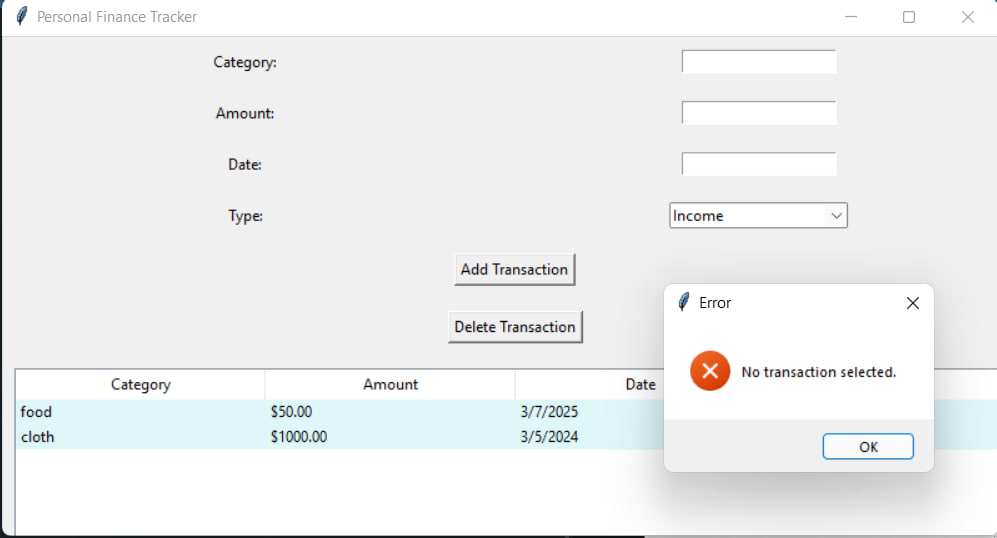 Personal Finance Tracker
Category:
Amount:
Date:
Type:
Income
Add Transaction
Delete Transaction
Category Amount Date
food $50.00 3/7/2025
cloth $1000.00 3/5/2024
Error
No transaction selected.
OK